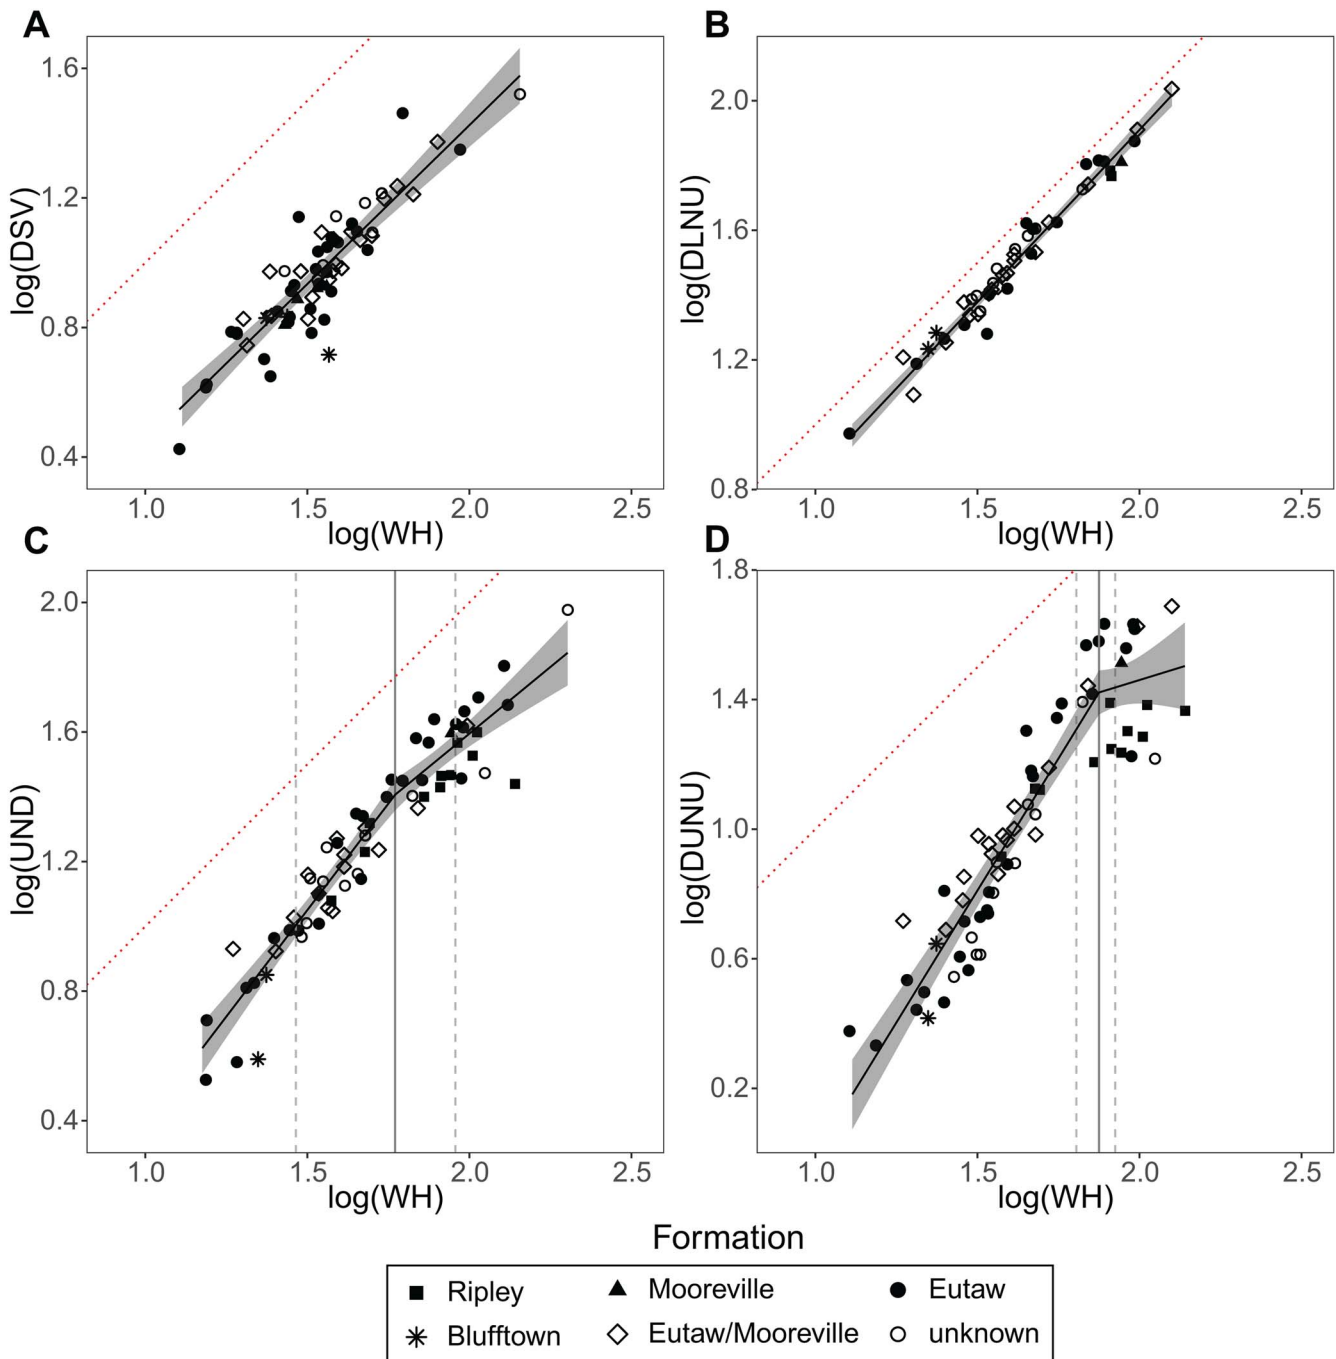 A
B
1.6
1.2
0.8
0.4
log(DSV)
1.0 1.5 2.0 2.5
log(WH)
2.0
1.6
1.2
0.8
log(DLNU)
1.0 1.5 2.0 2.5
log(WH)
C
D
2.0
1.6
1.2
0.8
0.4
log(UND)
1.0 1.5 2.0 2.5
log(WH)
1.8
1.4
1.0
0.6
0.2
log(DUNU)
1.0 1.5 2.0 2.5
log(WH)
Formation
Ripley Mooreville Eutaw
Blufftown Eutaw/Mooreville unknown